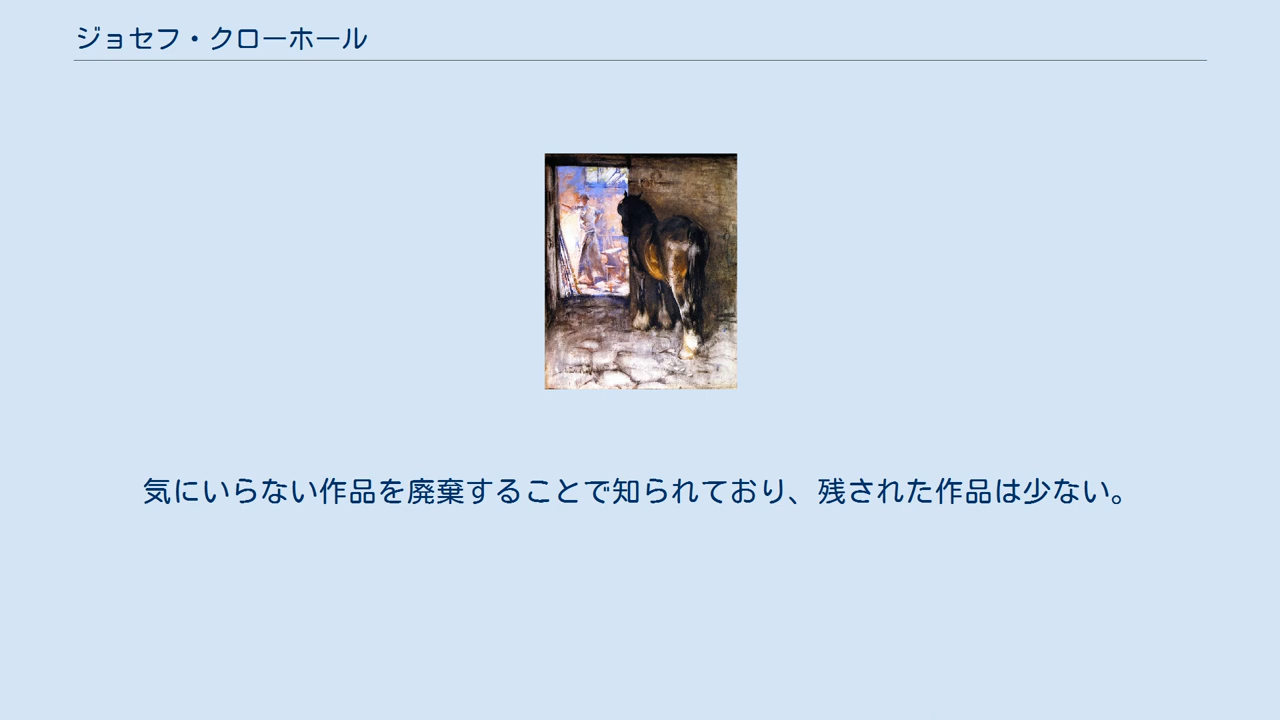 ジョセフ・クローホール
気にいらない作品を廃棄することで知られており、残された作品は少ない。